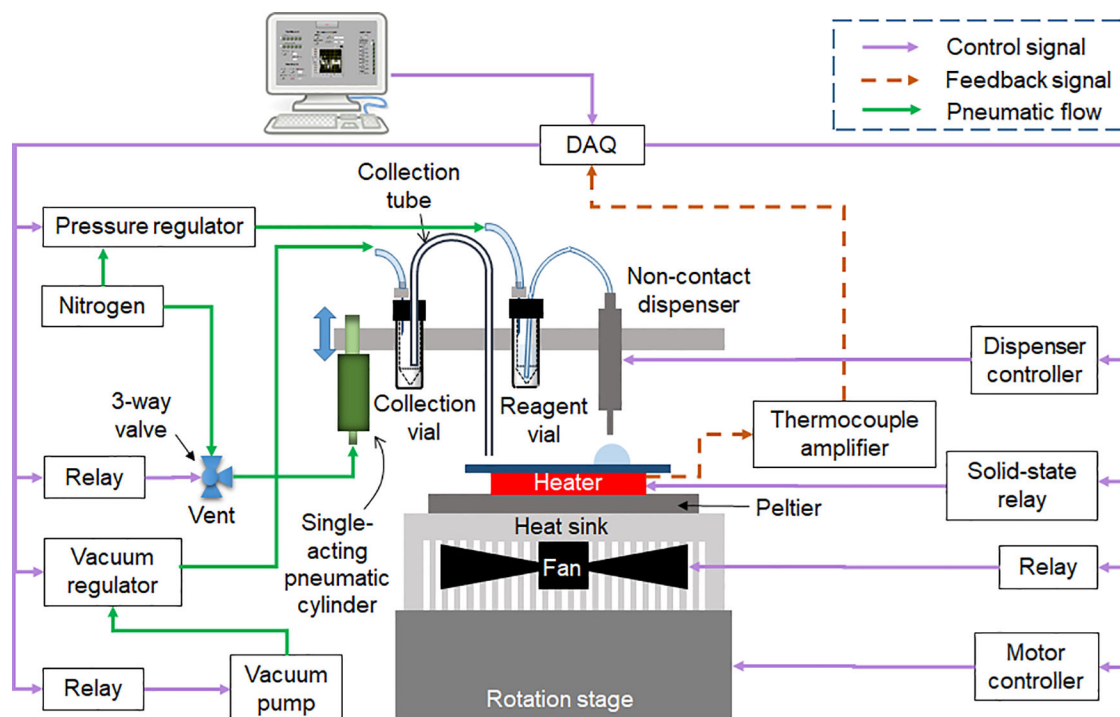 Control signal
Feedback signal
Pneumatic flow
DAQ
Collection
tube
Pressure regulator
Nitrogen
Non-contact
dispenser
3-way
valve
Collection
vial
Reagent
vial
Dispenser
controller
Thermocouple
amplifier
Relay
Vent
Heater
Solid-state
relay
Peltier
Single-
acting
pneumatic
cylinder
Heat sink
Vacuum
regulator
Fan
Relay
Relay
Vacuum
pump
Rotation stage
Motor
controller